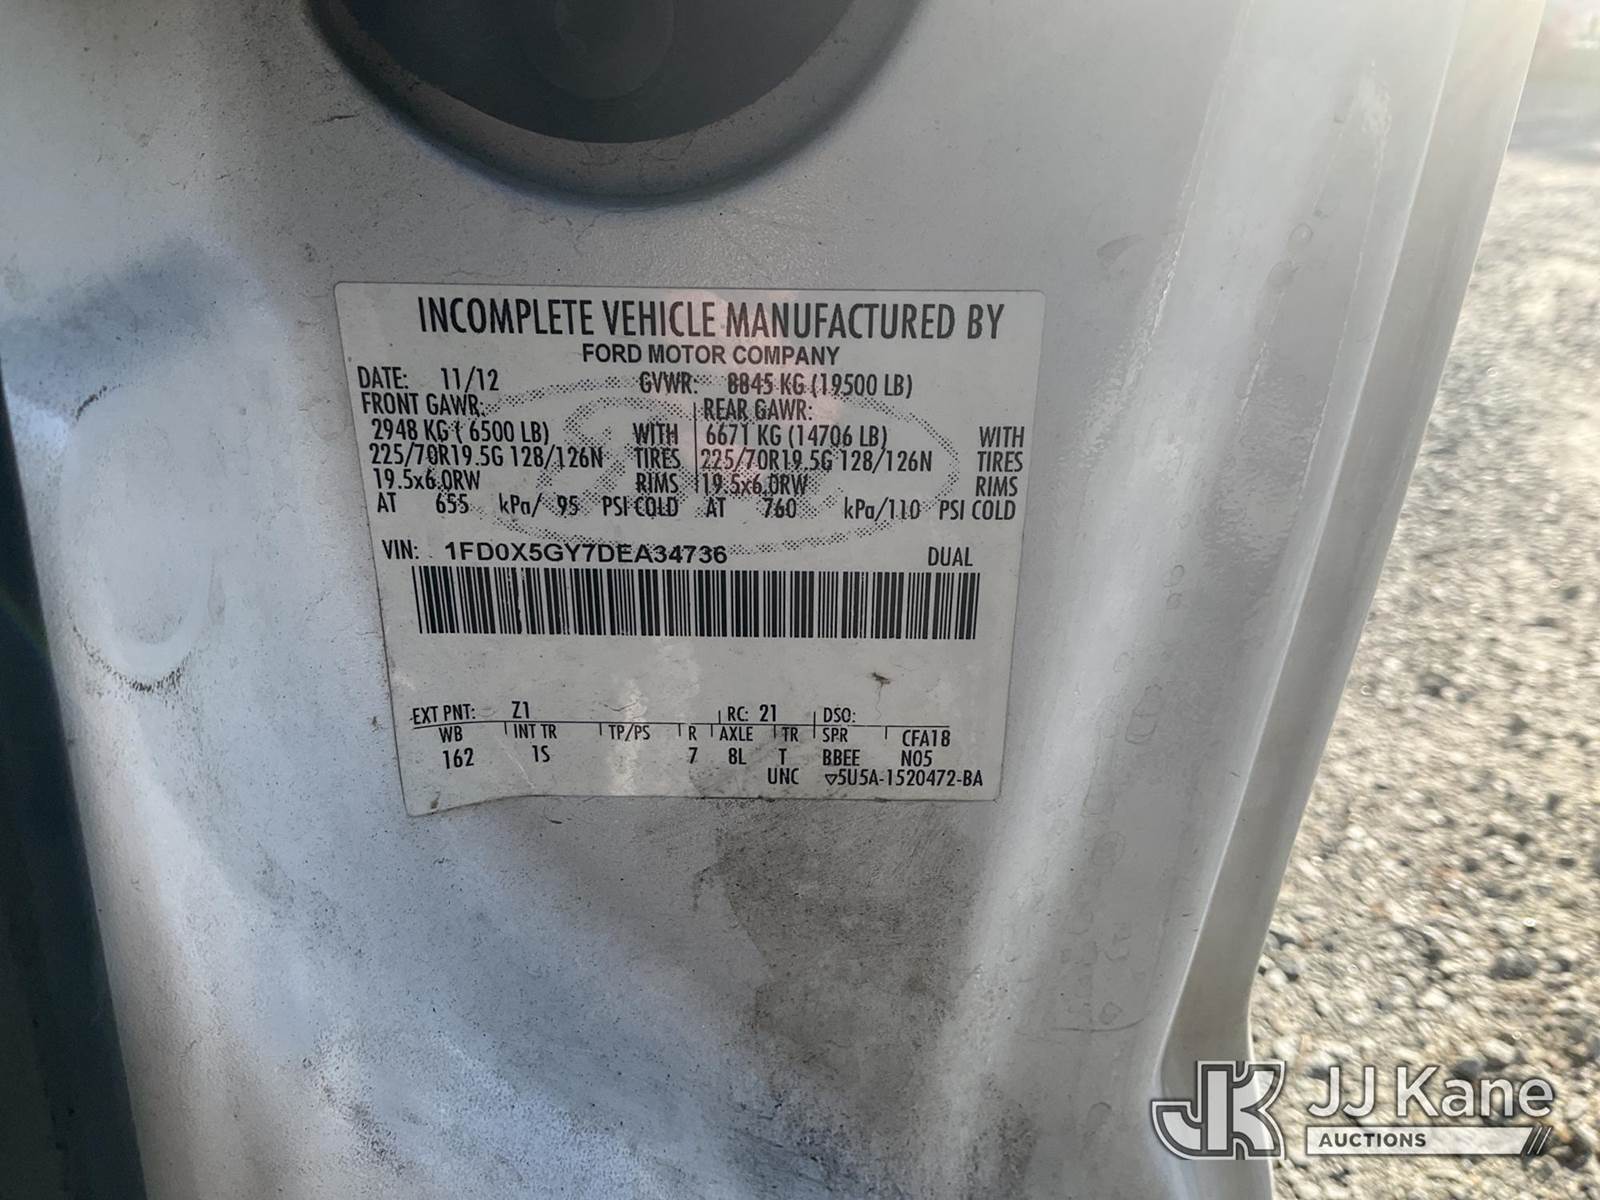 INCOMPLETE VEHICLE MANUFACTURED BY
FORD MOTOR COMPANY
DATE: 11/12 GVWR: 8845 KG (19500 LB)
FRONT GAWR: REAR GAWR:
2948 KG ( 6500 LB) WITH 6671 KG (14706 LB) WITH
225/70R19.5G 128/126N TIRES 225/70R19.5G 128/126N TIRES
19.5x6.0RW RIMS 19.5x6.0RW RIMS
AT 655 kPa/ 95 PSI COLD AT 760 kPa/110 PSI COLD
VIN: 1FD0X5GY7DEA34736 DUAL
EXT PNT: Z1 RC: 21 DSO:
WB INT TR TP/PS R AXLE TR SPR CFA18
162 1S 7 8L T BBEE N05
UNC ▽5U5A-1520472-BA
JK JJ Kane
AUCTIONS